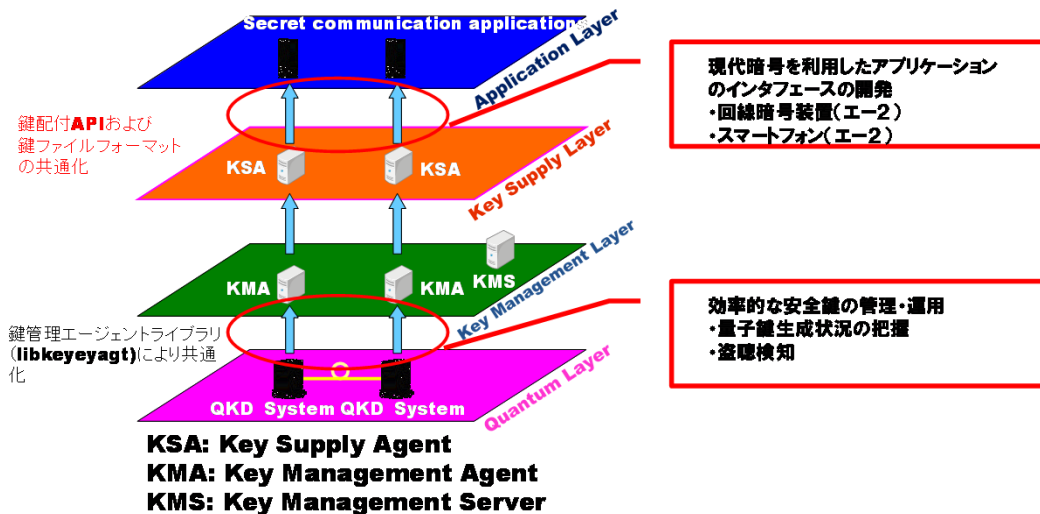 Secret communication applications
Application Layer
鍵配付APIおよび
鍵ファイルフォーマット
の共通化
KSA
KSA
Key Supply Layer
KMA
KMA
KMS
Key Management Layer
鍵管理エージェントライブラリ
(libkeyeyagt)により共通
化
QKD System
QKD System
Quantum Layer
現代暗号を利用したアプリケーション
のインタフェースの開発
・回線暗号装置(エー2)
・スマートフォン(エー2)
効率的な安全鍵の管理・運用
・量子鍵生成状況の把握
・盗聴検知
KSA: Key Supply Agent
KMA: Key Management Agent
KMS: Key Management Server